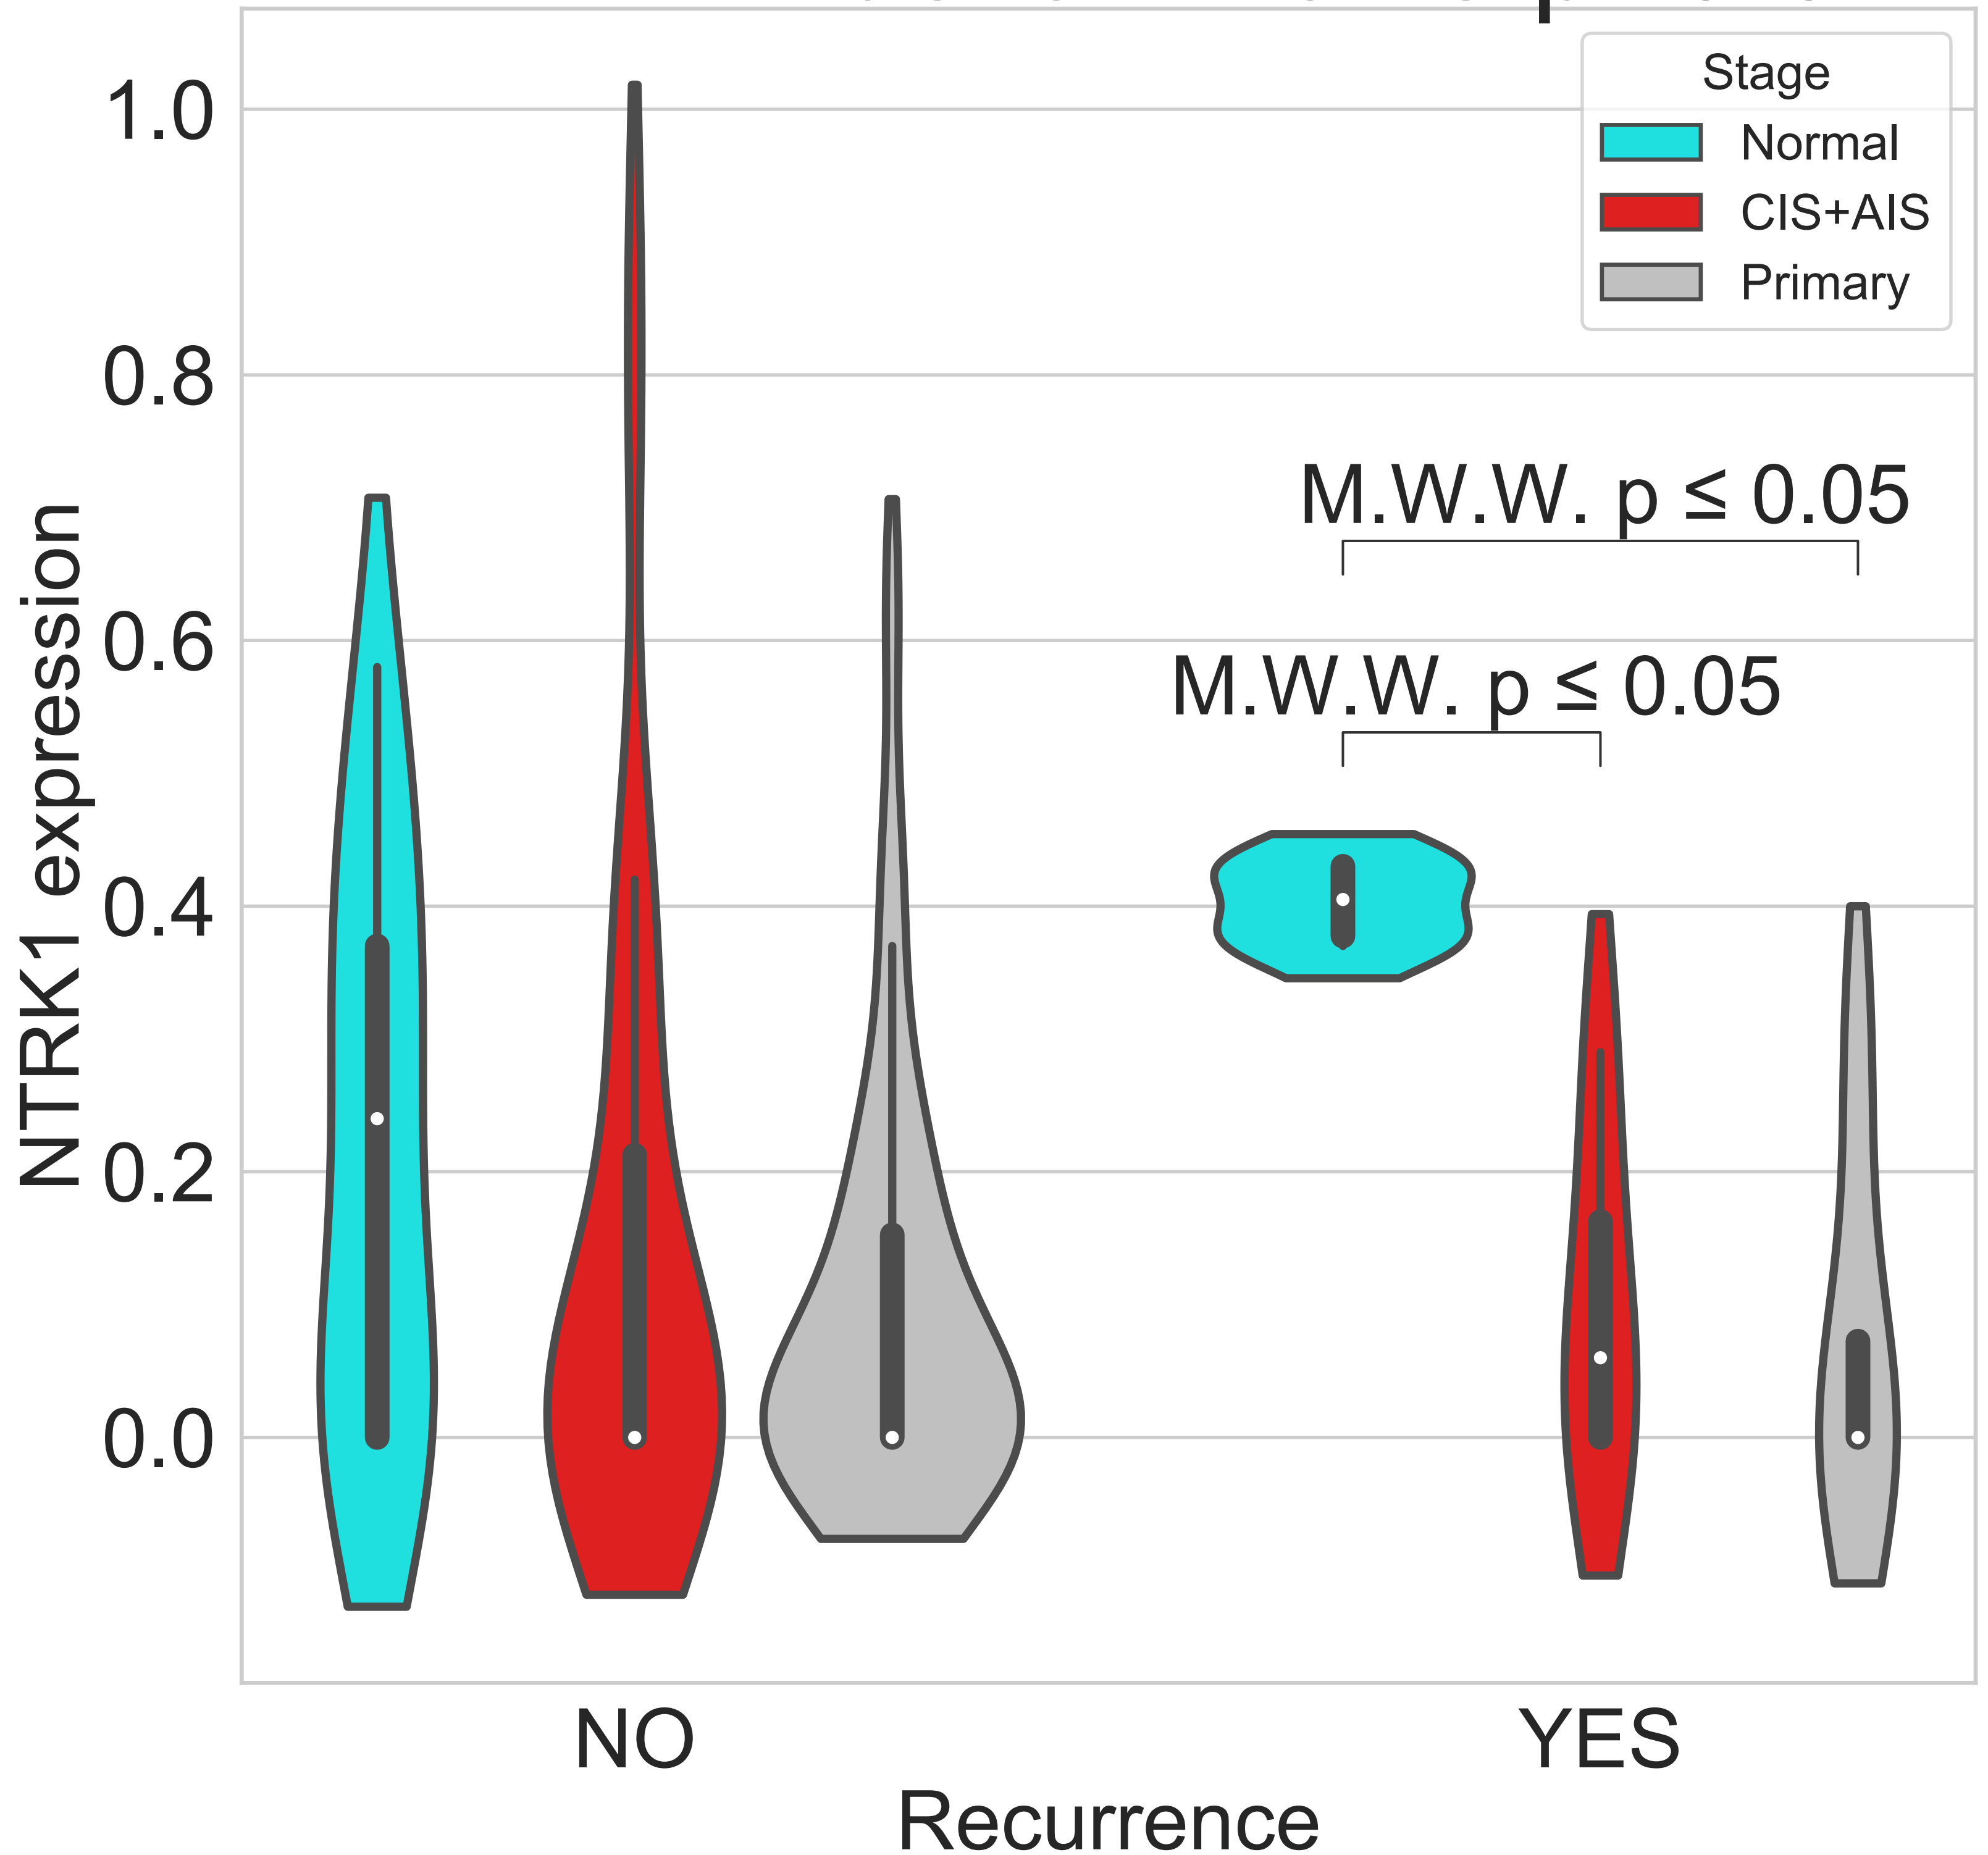 Stage
Normal
CIS+AIS
Primary
1.0
0.8
0.6
0.4
0.2
0.0
NTRK1 expression
M.W.W. p ≤ 0.05
M.W.W. p ≤ 0.05
NO
YES
Recurrence